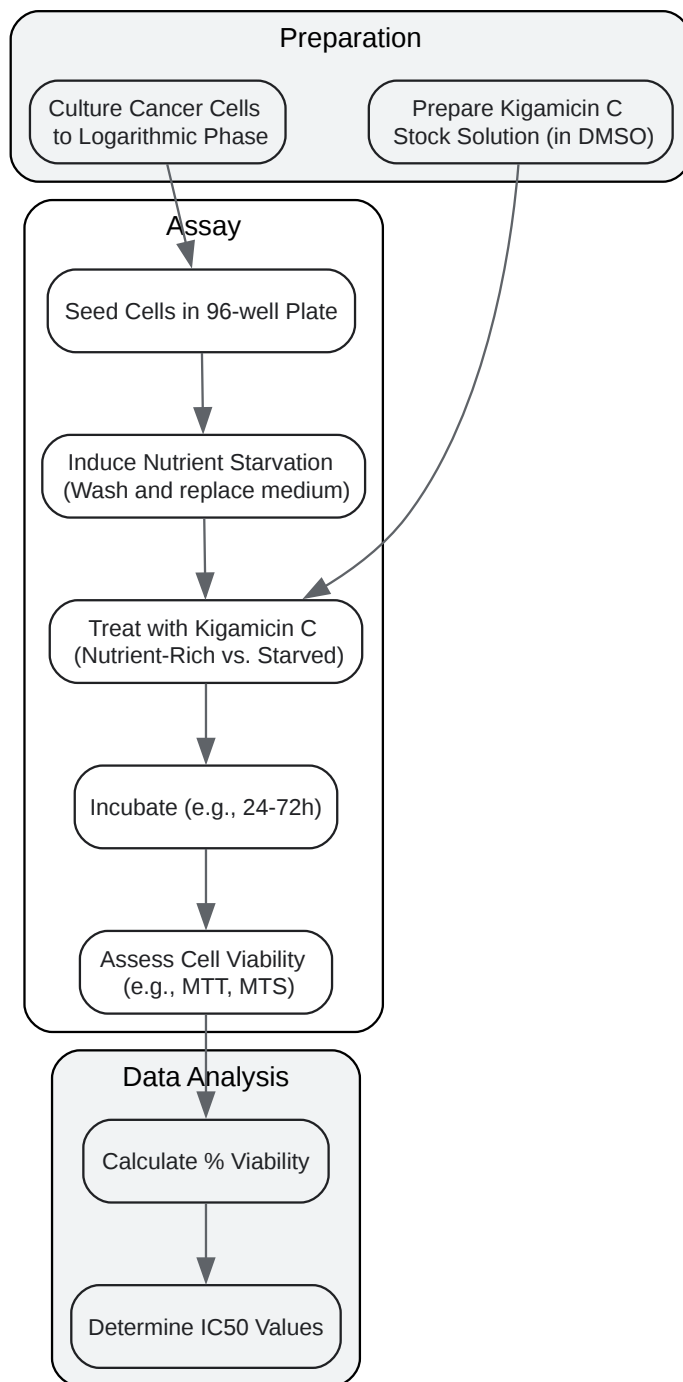 Preparation
Culture Cancer Cells
to Logarithmic Phase
Prepare Kigamicin C
Stock Solution (in DMSO)
Assay
Seed Cells in 96-well Plate
Induce Nutrient Starvation
(Wash and replace medium)
Treat with Kigamicin C
(Nutrient-Rich vs. Starved)
Incubate (e.g., 24-72h)
Assess Cell Viability
(e.g., MTT, MTS)
Data Analysis
Calculate % Viability
Determine IC50 Values